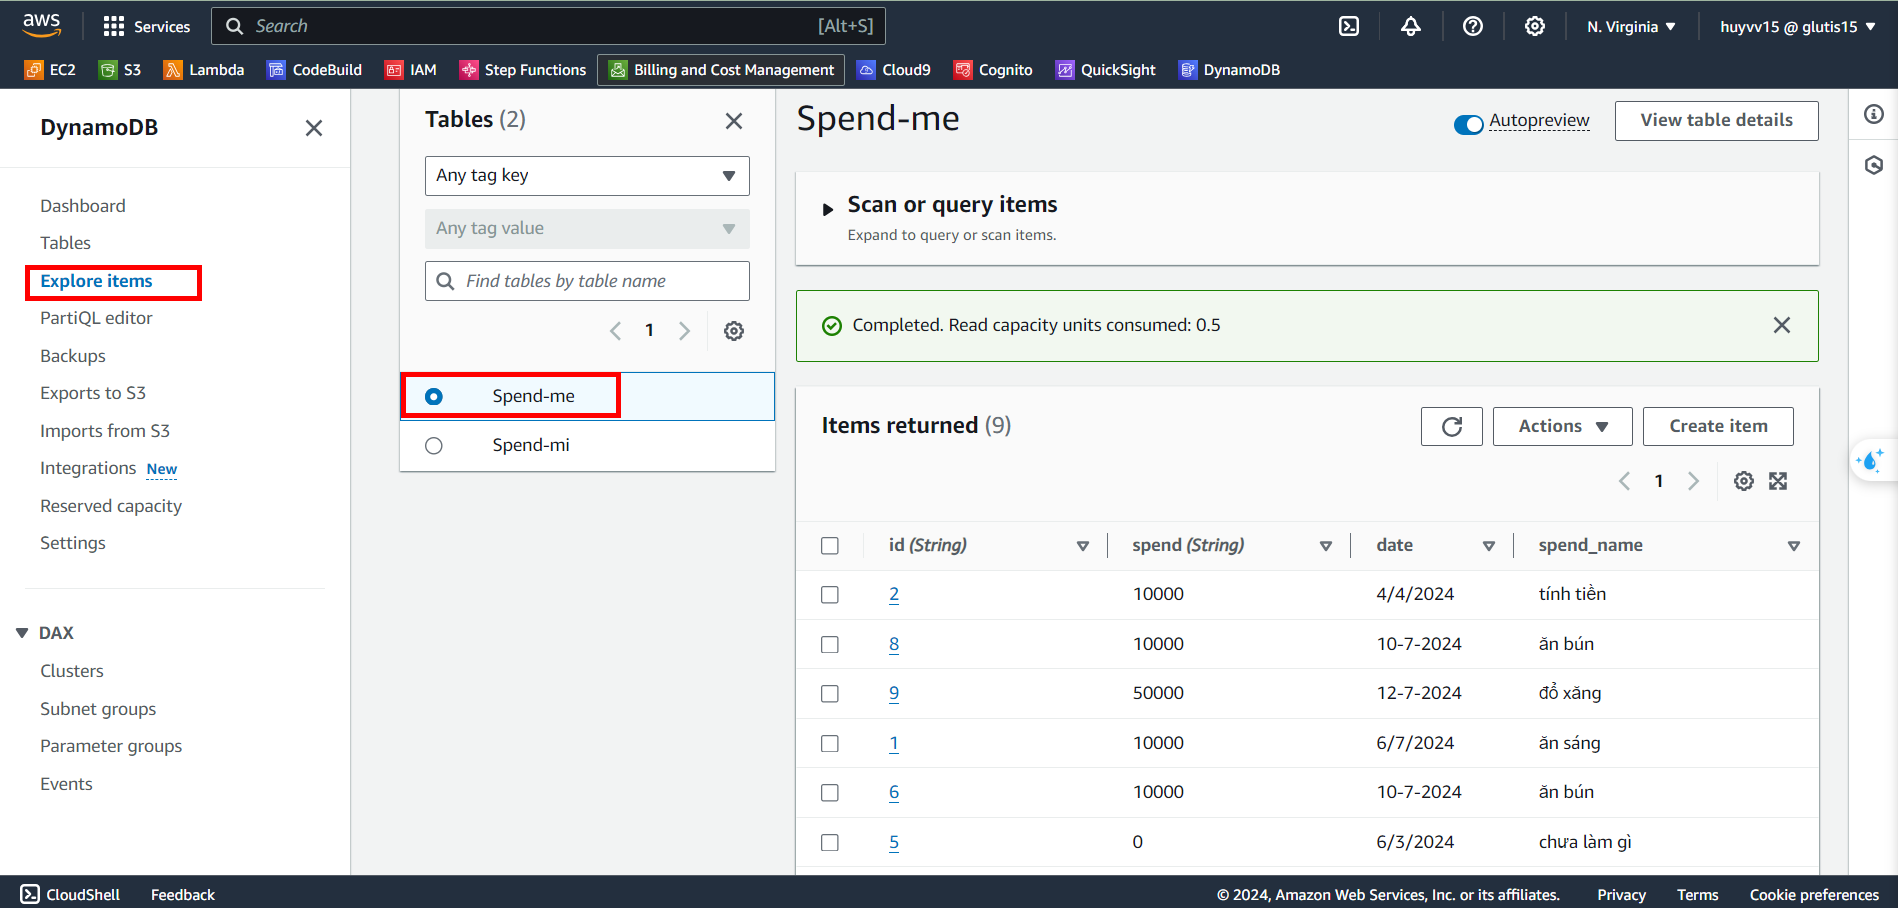 aws
Services
Search
[Alt+S]
N. Virginia
huyvv15 @ glutis15
EC2
S3
Lambda
CodeBuild
IAM
Step Functions
Billing and Cost Management
Cloud9
Cognito
QuickSight
DynamoDB
DynamoDB
Dashboard
Tables
Explore items
PartiQL editor
Backups
Exports to S3
Imports from S3
Integrations New
Reserved capacity
Settings
DAX
Clusters
Subnet groups
Parameter groups
Events
Tables (2)
Any tag key
Any tag value
Find tables by table name
1
Spend-me
Spend-mi
Spend-me
Autopreview
View table details
Scan or query items
Expand to query or scan items.
Completed. Read capacity units consumed: 0.5
Items returned (9)
Actions
Create item
1
id (String) spend (String) date spend_name
2 10000 4/4/2024 tính tiền
8 10000 10-7-2024 ăn bún
9 50000 12-7-2024 đổ xăng
1 10000 6/7/2024 ăn sáng
6 10000 10-7-2024 ăn bún
5 0 6/3/2024 chưa làm gì
CloudShell
Feedback
© 2024, Amazon Web Services, Inc. or its affiliates.
Privacy
Terms
Cookie preferences